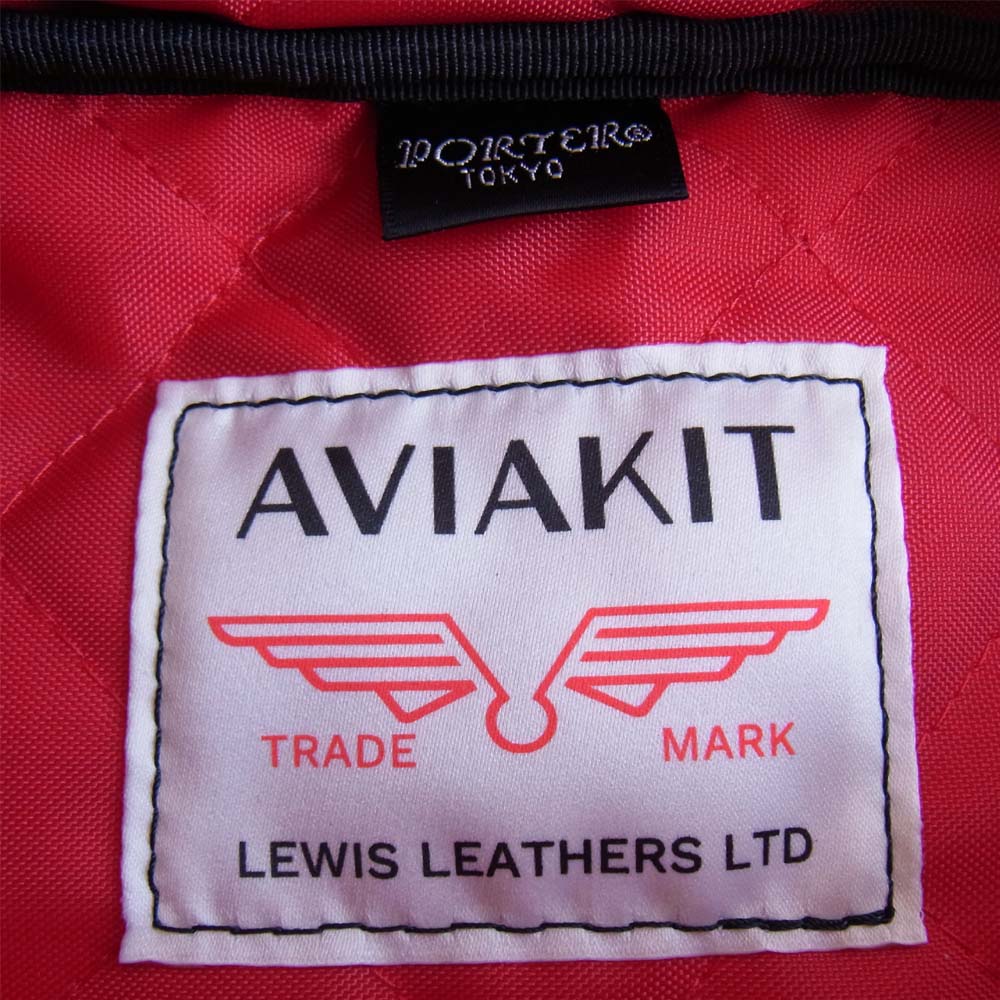 PORTER®
TOKYO
AVIAKIT
TRADE MARK
LEWIS LEATHERS LTD